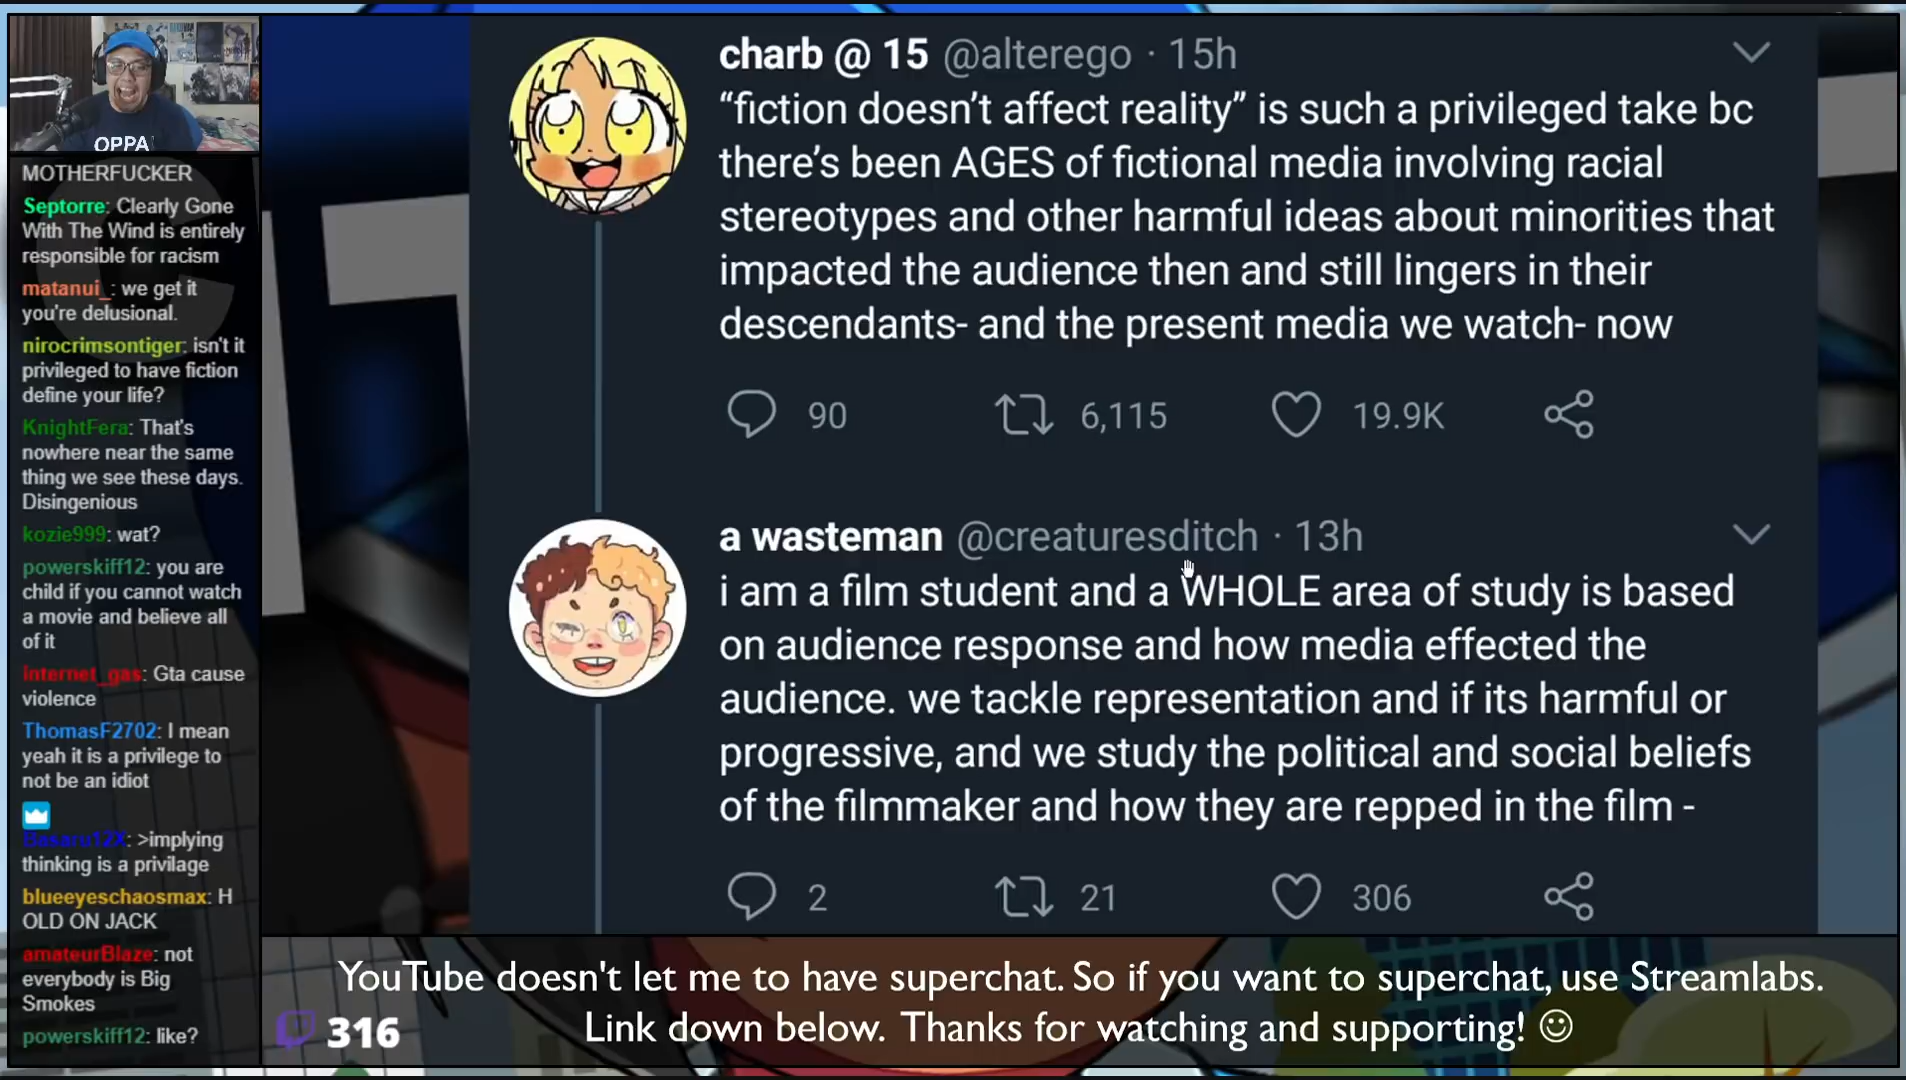 OPPA
MOTHERFUCKER
Septorre: Clearly Gone
With The Wind is entirely
responsible for racism
matanui_: we get it
you're delusional.
nirocrimsontiger: isn't it
privileged to have fiction
define your life?
KnightFera: That's
nowhere near the same
thing we see these days.
Disingenious
kozie999: wat?
powerskiff12: you are
child if you cannot watch
a movie and believe all
of it
Internet_gas: Gta cause
violence
ThomasF2702: I mean
yeah it is a privilege to
not be an idiot
Basaru12X: >implying
thinking is a privilage
blueeyeschaosmax: H
OLD ON JACK
amateurBlaze: not
everybody is Big
Smokes
powerskiff12: like?
charb @ 15 @alterego · 15h
“fiction doesn’t affect reality” is such a privileged take bc
there’s been AGES of fictional media involving racial
stereotypes and other harmful ideas about minorities that
impacted the audience then and still lingers in their
descendants- and the present media we watch- now
90 6,115 19.9K
a wasteman @creaturesditch · 13h
i am a film student and a WHOLE area of study is based
on audience response and how media effected the
audience. we tackle representation and if its harmful or
progressive, and we study the political and social beliefs
of the filmmaker and how they are repped in the film -
2 21 306
YouTube doesn't let me to have superchat. So if you want to superchat, use Streamlabs.
Link down below. Thanks for watching and supporting! ☺
316